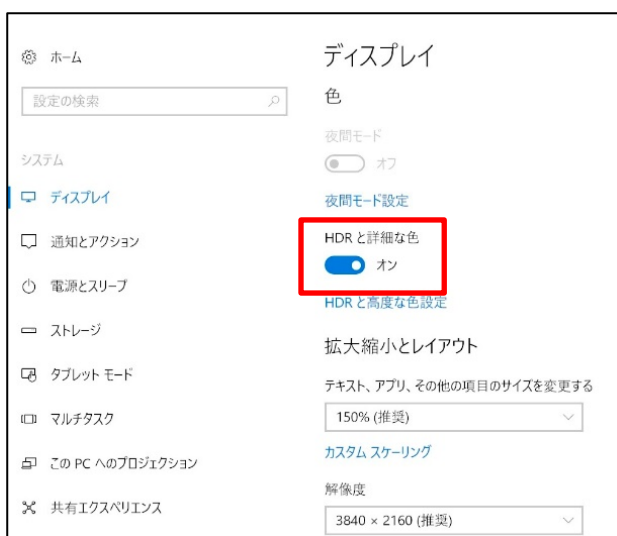 ホーム
設定の検索
システム
ディスプレイ
通知とアクション
電源とスリープ
ストレージ
タブレット モード
マルチタスク
この PC へのプロジェクション
共有エクスペリエンス
ディスプレイ
色
夜間モード
オフ
夜間モード設定
HDR と詳細な色
オン
HDR と高度な色設定
拡大縮小とレイアウト
テキスト、アプリ、その他の項目のサイズを変更する
150% (推奨)
カスタム スケーリング
解像度
3840 × 2160 (推奨)